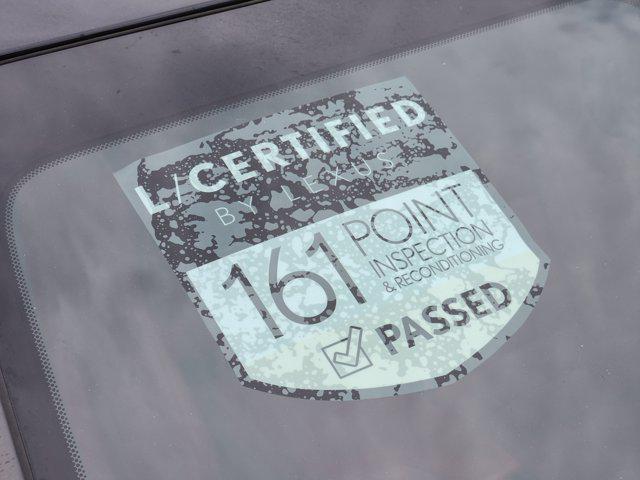 L/CERTIFIED
BY LEXUS
161 POINT
INSPECTION
& RECONDITIONING
PASSED